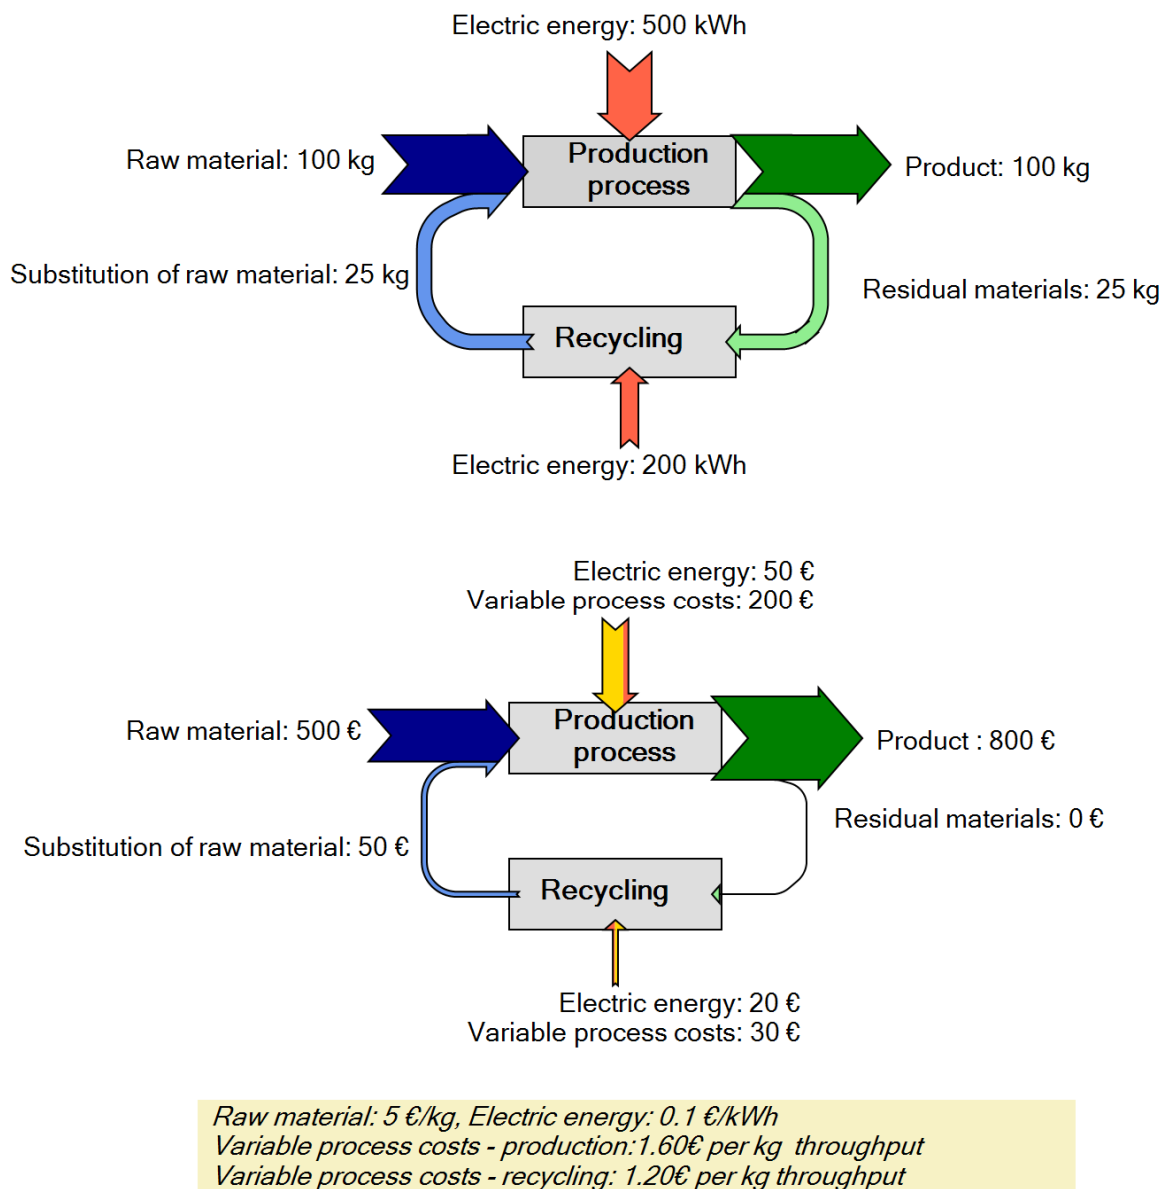 Electric energy: 500 kWh
Raw material: 100 kg
Production
process
Product: 100 kg
Substitution of raw material: 25 kg
Residual materials: 25 kg
Recycling
Electric energy: 200 kWh
Electric energy: 50 €
Variable process costs: 200 €
Raw material: 500 €
Production
process
Product : 800 €
Substitution of raw material: 50 €
Residual materials: 0 €
Recycling
Electric energy: 20 €
Variable process costs: 30 €
Raw material: 5 €/kg, Electric energy: 0.1 €/kWh
Variable process costs - production:1.60€ per kg throughput
Variable process costs - recycling: 1.20€ per kg throughput